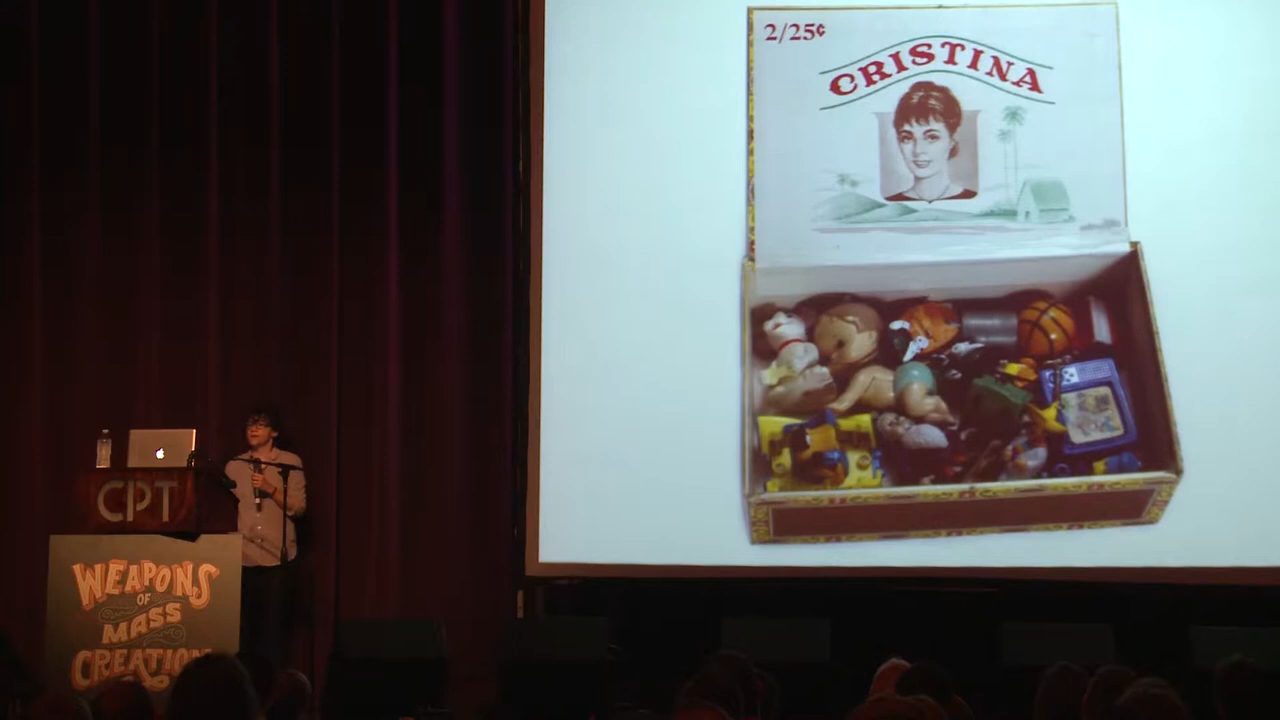 2/25¢
CRISTINA
CPT
WEAPONS
OF
MASS
CREATION